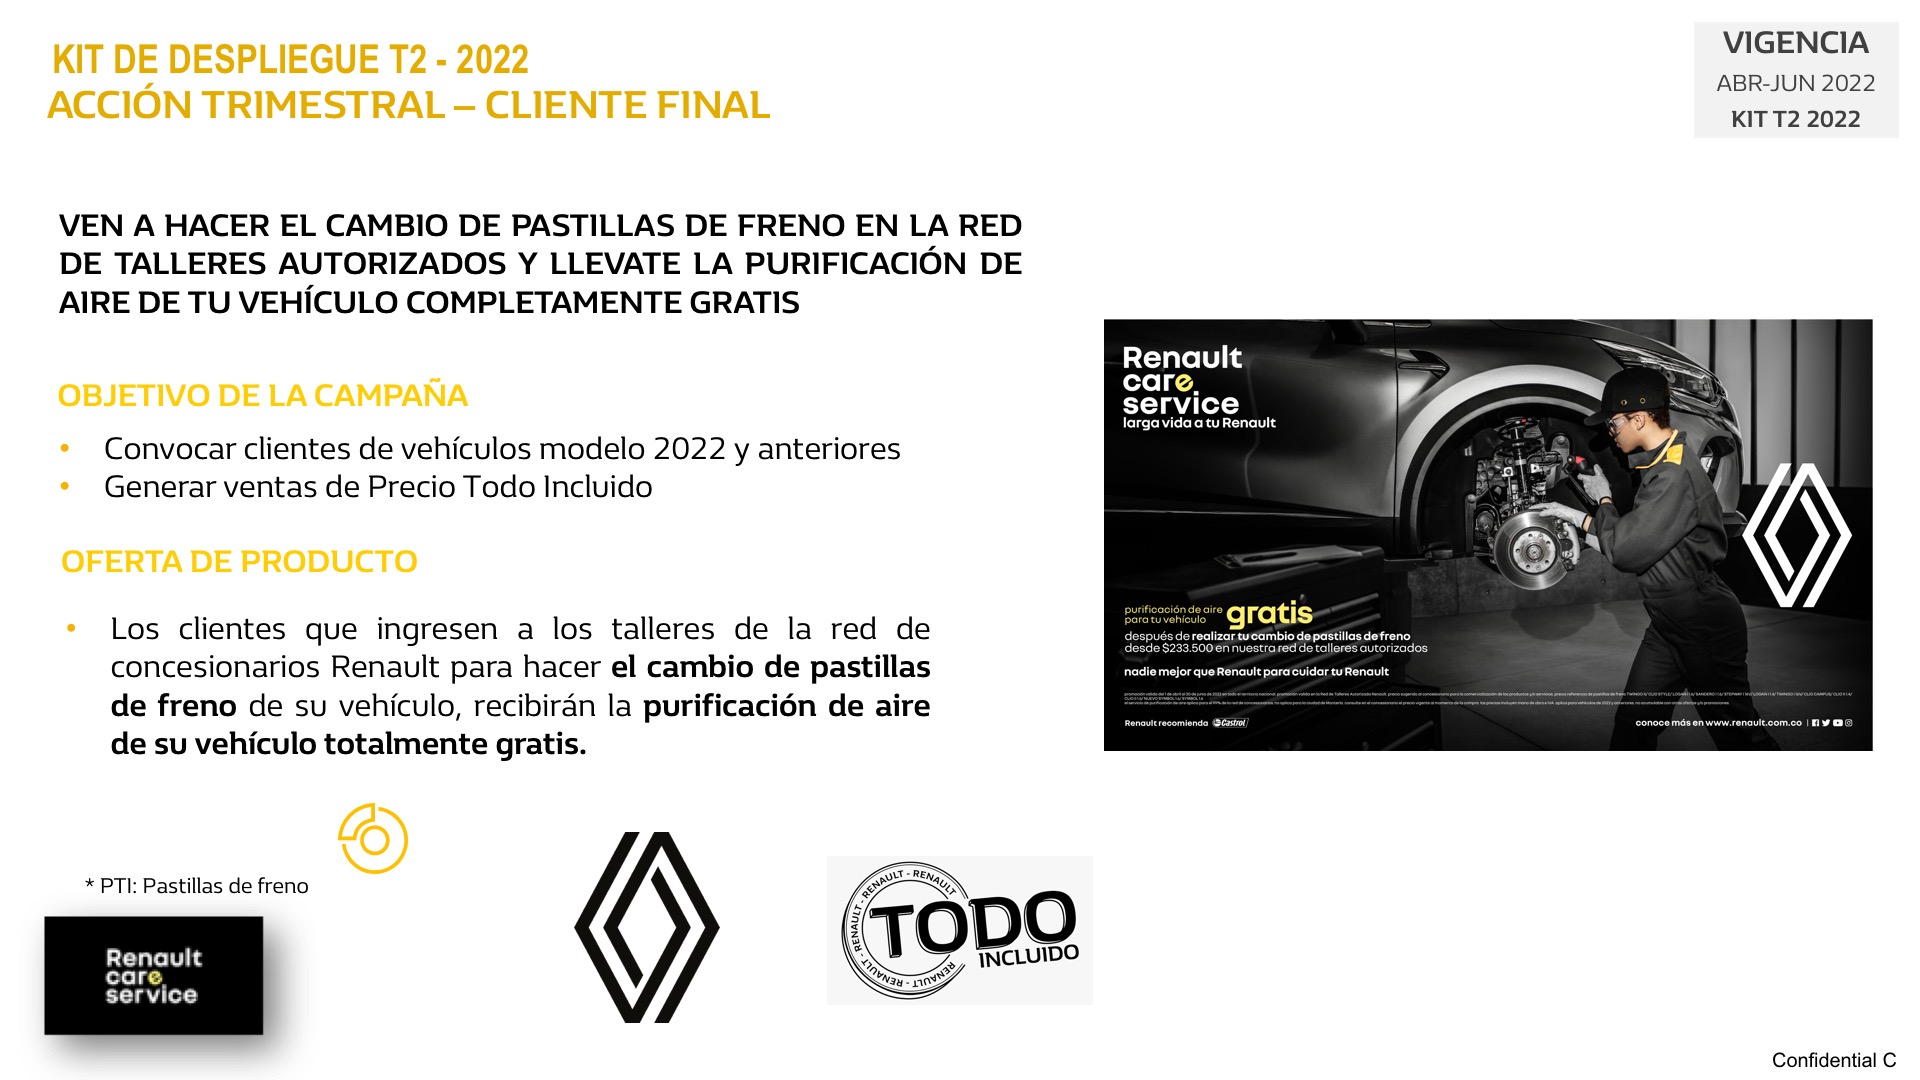 KIT DE DESPLIEGUE T2 - 2022
ACCIÓN TRIMESTRAL – CLIENTE FINAL
VIGENCIA
ABR-JUN 2022
KIT T2 2022
VEN A HACER EL CAMBIO DE PASTILLAS DE FRENO EN LA RED
DE TALLERES AUTORIZADOS Y LLEVATE LA PURIFICACIÓN DE
AIRE DE TU VEHÍCULO COMPLETAMENTE GRATIS
OBJETIVO DE LA CAMPAÑA
• Convocar clientes de vehículos modelo 2022 y anteriores
• Generar ventas de Precio Todo Incluido
OFERTA DE PRODUCTO
• Los clientes que ingresen a los talleres de la red de
concesionarios Renault para hacer el cambio de pastillas
de freno de su vehículo, recibirán la purificación de aire
de su vehículo totalmente gratis.
Renault
care
service
larga vida a tu Renault
purificación de aire gratis
para tu vehículo
después de realizar tu cambio de pastillas de freno
desde $233.500 en nuestra red de talleres autorizados
nadie mejor que Renault para cuidar tu Renault
Renault recomienda Castrol
conoce más en www.renault.com.co
* PTI: Pastillas de freno
Renault
care
service
RENAULT - RENAULT - RENAULT
TODO
INCLUIDO
RENAULT - RENAULT
Confidential C